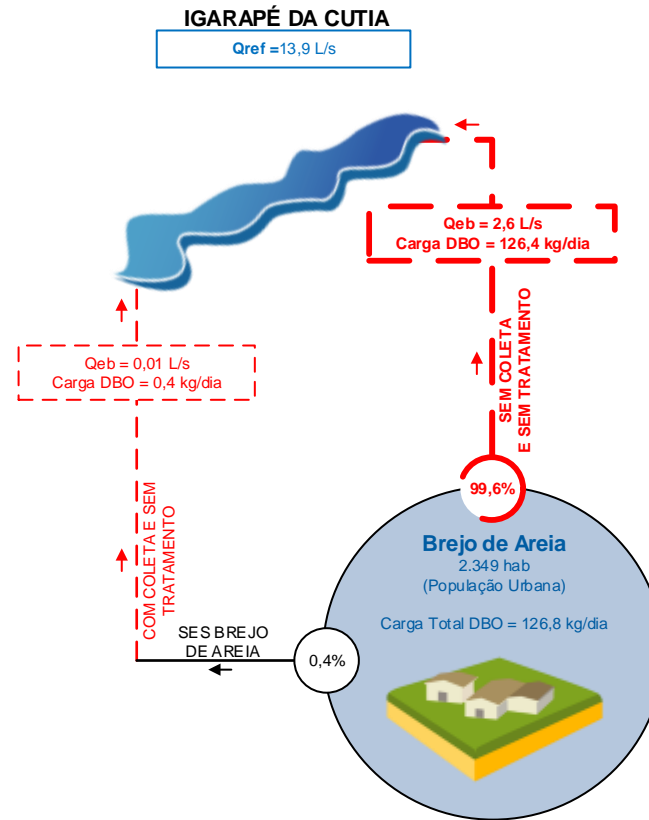 IGARAPÉ DA CUTIA
Qref =13,9 L/s
Qeb = 2,6 L/s
Carga DBO = 126,4 kg/dia
Qeb = 0,01 L/s
Carga DBO = 0,4 kg/dia
SEM COLETA
E SEM TRATAMENTO
COM COLETA E SEM
TRATAMENTO
99,6%
Brejo de Areia
2.349 hab
(População Urbana)
Carga Total DBO = 126,8 kg/dia
SES BREJO
DE AREIA
0,4%